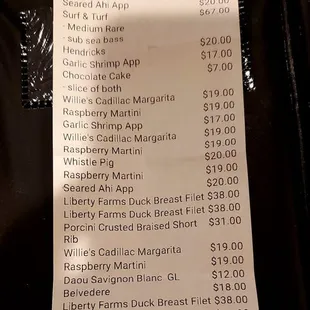 Seared Ahi App $20.00
Surf & Turf $67.00
- Medium Rare
- sub sea bass
Hendricks $20.00
Garlic Shrimp App $17.00
Chocolate Cake $7.00
- slice of both
Willie's Cadillac Margarita $19.00
Raspberry Martini $19.00
Garlic Shrimp App $17.00
Willie's Cadillac Margarita $19.00
Raspberry Martini $19.00
Whistle Pig $20.00
Raspberry Martini $19.00
Seared Ahi App $20.00
Liberty Farms Duck Breast Filet $38.00
Liberty Farms Duck Breast Filet $38.00
Porcini Crusted Braised Short $31.00
Rib
Willie's Cadillac Margarita $19.00
Raspberry Martini $19.00
Daou Savignon Blanc GL $12.00
Belvedere $18.00
Liberty Farms Duck Breast Filet $38.00